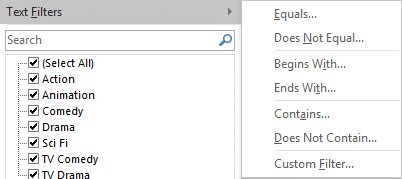 Text Filters
Search
(Select All)
Action
Animation
Comedy
Drama
Sci Fi
TV Comedy
TV Drama
Equals...
Does Not Equal...
Begins With...
Ends With...
Contains...
Does Not Contain...
Custom Filter...